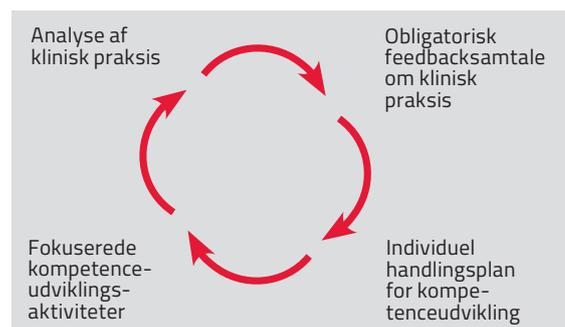 Analyse af
klinisk praksis
Obligatorisk
feedbacksamtale
om klinisk
praksis
Fokuserede
kompetence-
udviklings-
aktiviteter
Individuel
handlingsplan
for kompe-
tenceudvikling